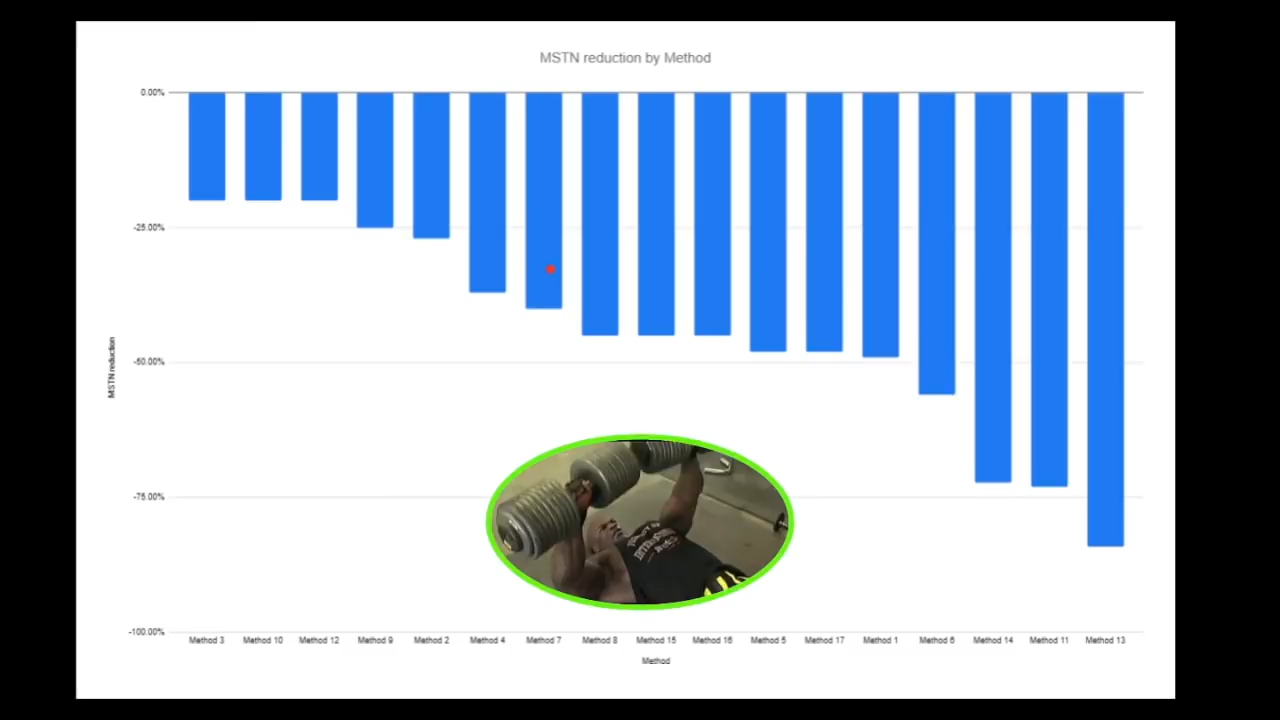 MSTN reduction by Method
0.00%
-25.00%
-50.00%
-75.00%
-100.00%
MSTN reduction
Method 3 Method 10 Method 12 Method 9 Method 2 Method 4 Method 7 Method 8 Method 15 Method 16 Method 5 Method 17 Method 1 Method 6 Method 14 Method 11 Method 13
Method